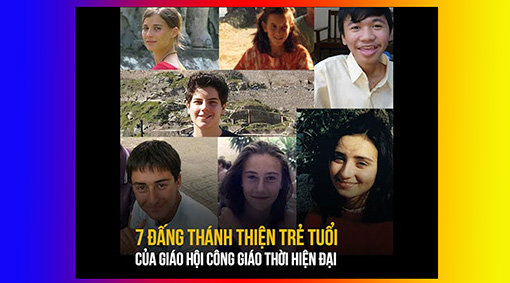 7 ĐẤNG THÁNH THIỆN TRẺ TUỔI
CỦA GIÁO HỘI CÔNG GIÁO THỜI HIỆN ĐẠI